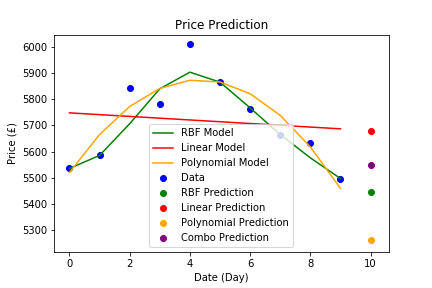 Price Prediction
Price (£)
6000
5900
5800
5700
5600
5500
5400
5300
RBF Model
Linear Model
Polynomial Model
Data
RBF Prediction
Linear Prediction
Polynomial Prediction
Combo Prediction
0
2
4
6
8
10
Date (Day)